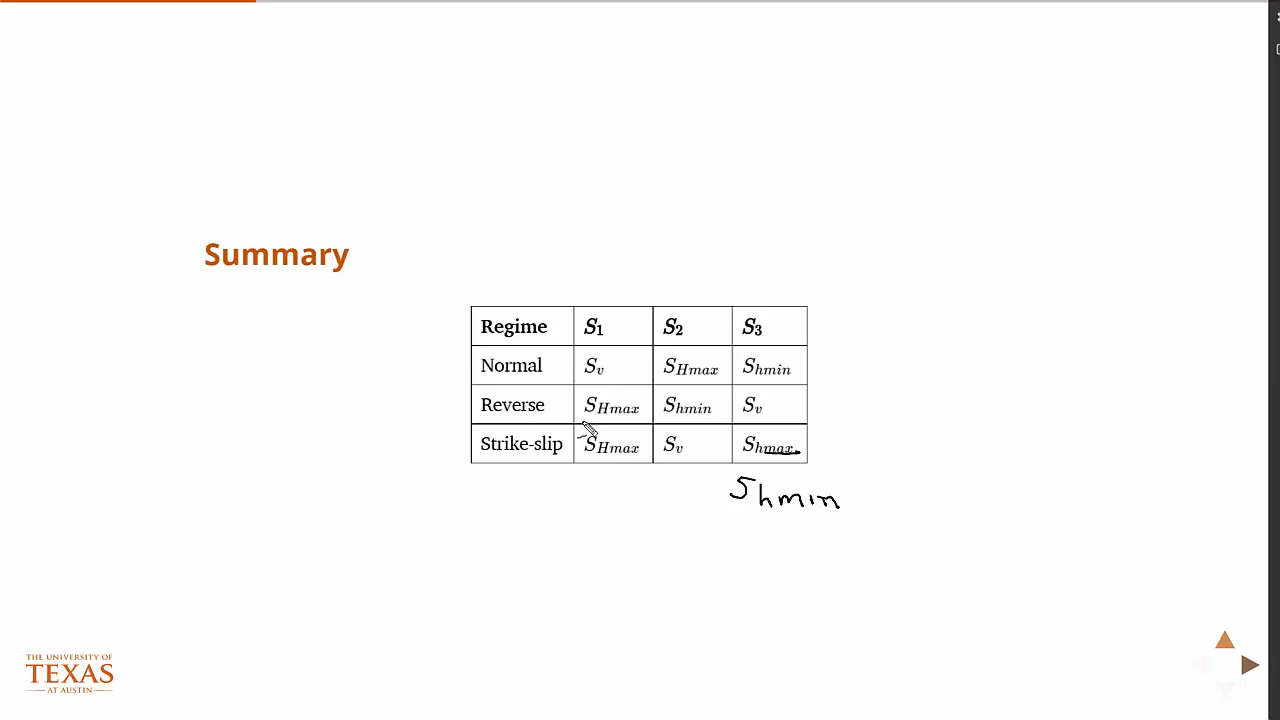 Summary
Regime S1 S2 S3
Normal Sv SHmax Shmin
Reverse SHmax Shmin Sv
Strike-slip SHmax Sv Shmax
Shmin
THE UNIVERSITY OF
TEXAS
AT AUSTIN